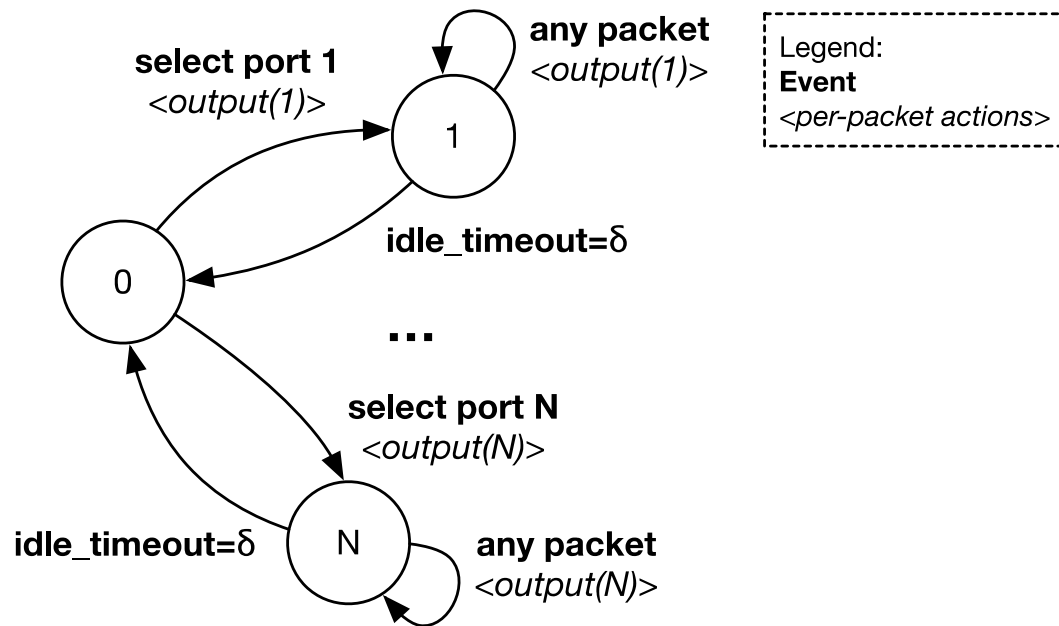 select port 1
<output(1)>
any packet
<output(1)>
Legend:
Event
<per-packet actions>
1
idle_timeout=δ
0
...
select port N
<output(N)>
idle_timeout=δ
N
any packet
<output(N)>